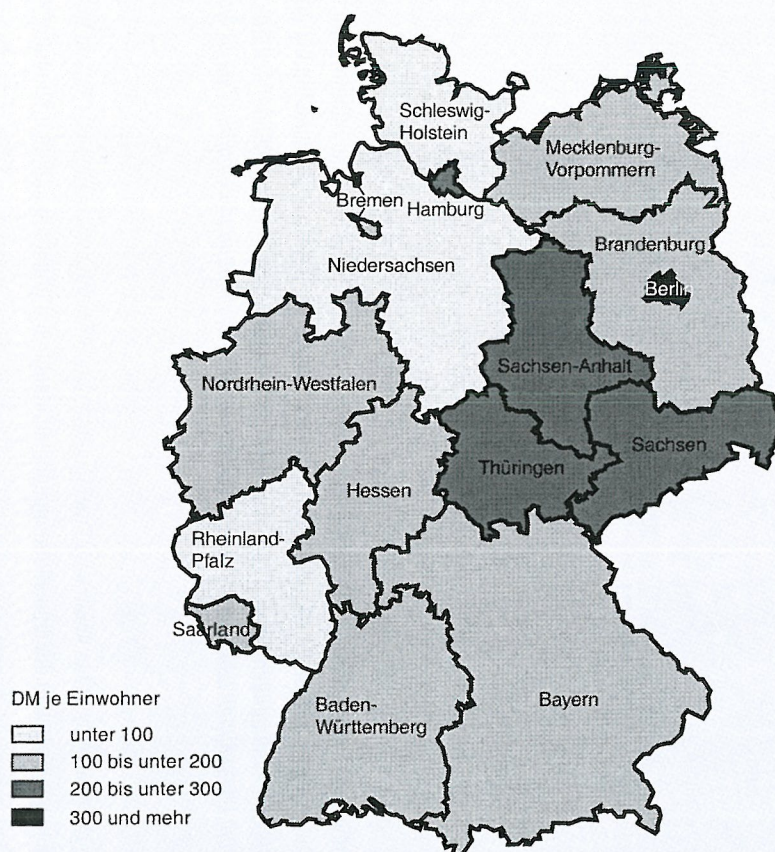 Schleswig-
Holstein
Mecklenburg-
Vorpommern
Bremen
Hamburg
Brandenburg
Niedersachsen
Berlin
Sachsen-Anhalt
Nordrhein-Westfalen
Sachsen
Thüringen
Hessen
Rheinland-
Pfalz
Saarland
DM je Einwohner
unter 100
100 bis unter 200
200 bis unter 300
300 und mehr
Baden-
Württemberg
Bayern